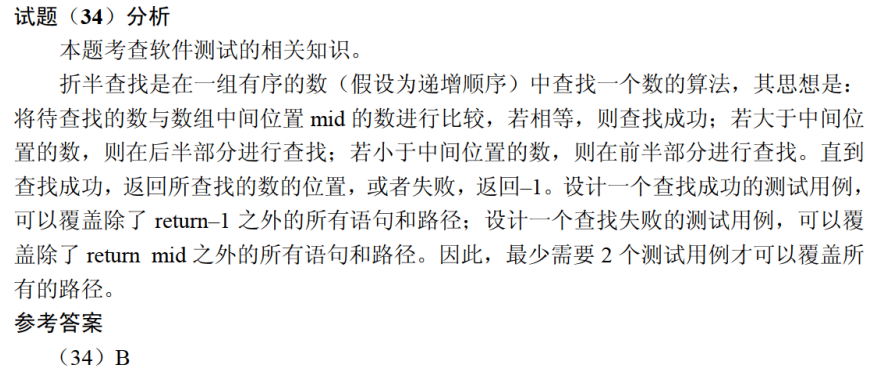 试题（34）分析
本题考查软件测试的相关知识。
折半查找是在一组有序的数（假设为递增顺序）中查找一个数的算法，其思想是：
将待查找的数与数组中间位置 mid 的数进行比较，若相等，则查找成功；若大于中间位
置的数，则在后半部分进行查找；若小于中间位置的数，则在前半部分进行查找。直到
查找成功，返回所查找的数的位置，或者失败，返回–1。设计一个查找成功的测试用例，
可以覆盖除了 return–1 之外的所有语句和路径；设计一个查找失败的测试用例，可以覆
盖除了 return mid 之外的所有语句和路径。因此，最少需要 2 个测试用例才可以覆盖所
有的路径。
参考答案
（34）B